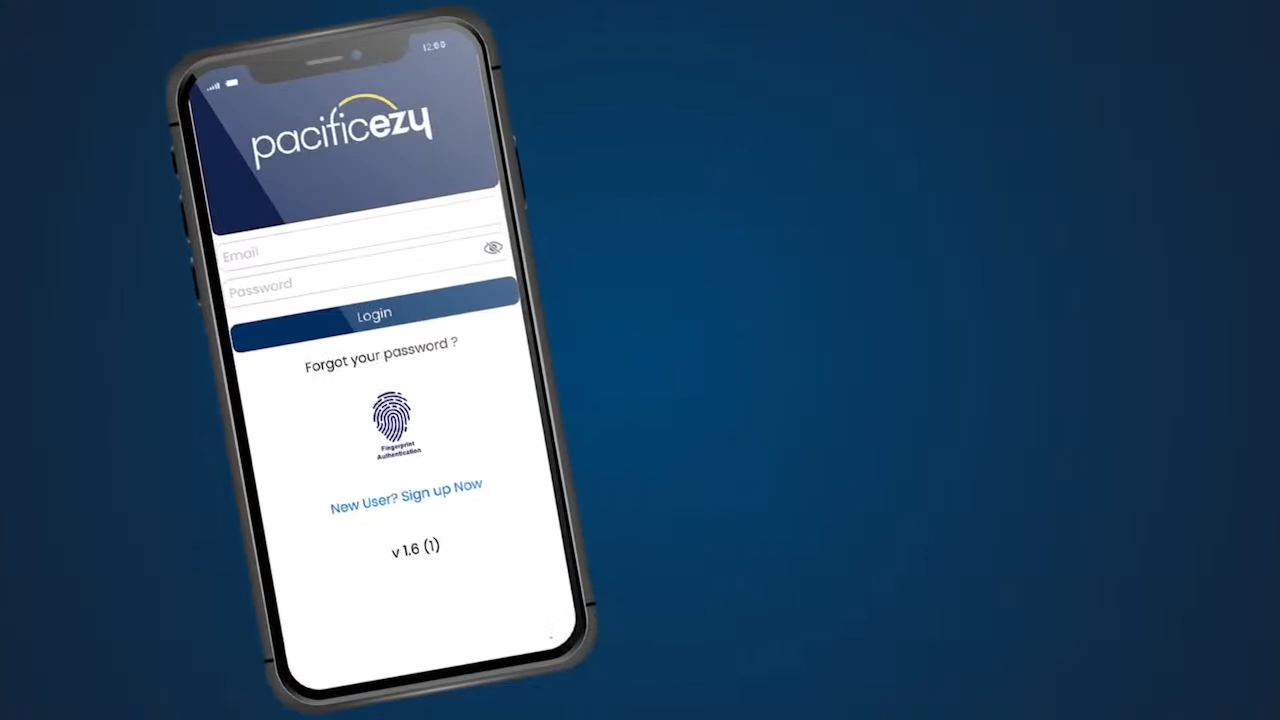 12:00
pacificezy
Email
Password
Login
Forgot your password ?
Fingerprint
Authentication
New User? Sign up Now
v 1.6 (1)